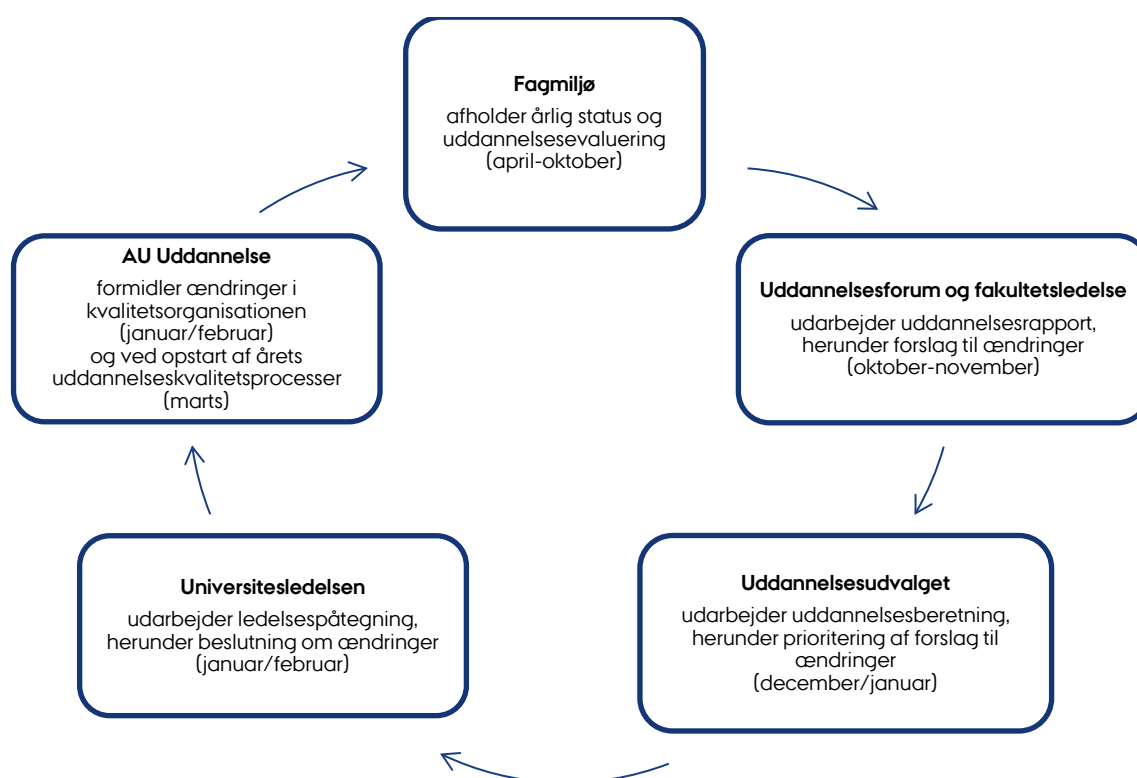 Fagmiljø
afholder årlig status og
uddannelsesevaluering
(april-oktober)
AU Uddannelse
formidler ændringer i
kvalitetsorganisationen
(januar/februar)
og ved opstart af årets
uddannelseskvalitetsprocesser
(marts)
Uddannelsesforum og fakultetsledelse
udarbejder uddannelsesrapport,
herunder forslag til ændringer
(oktober-november)
Universitesledelsen
udarbejder ledelsespåtegning,
herunder beslutning om ændringer
(januar/februar)
Uddannelsesudvalget
udarbejder uddannelsesberetning,
herunder prioritering af forslag til
ændringer
(december/januar)